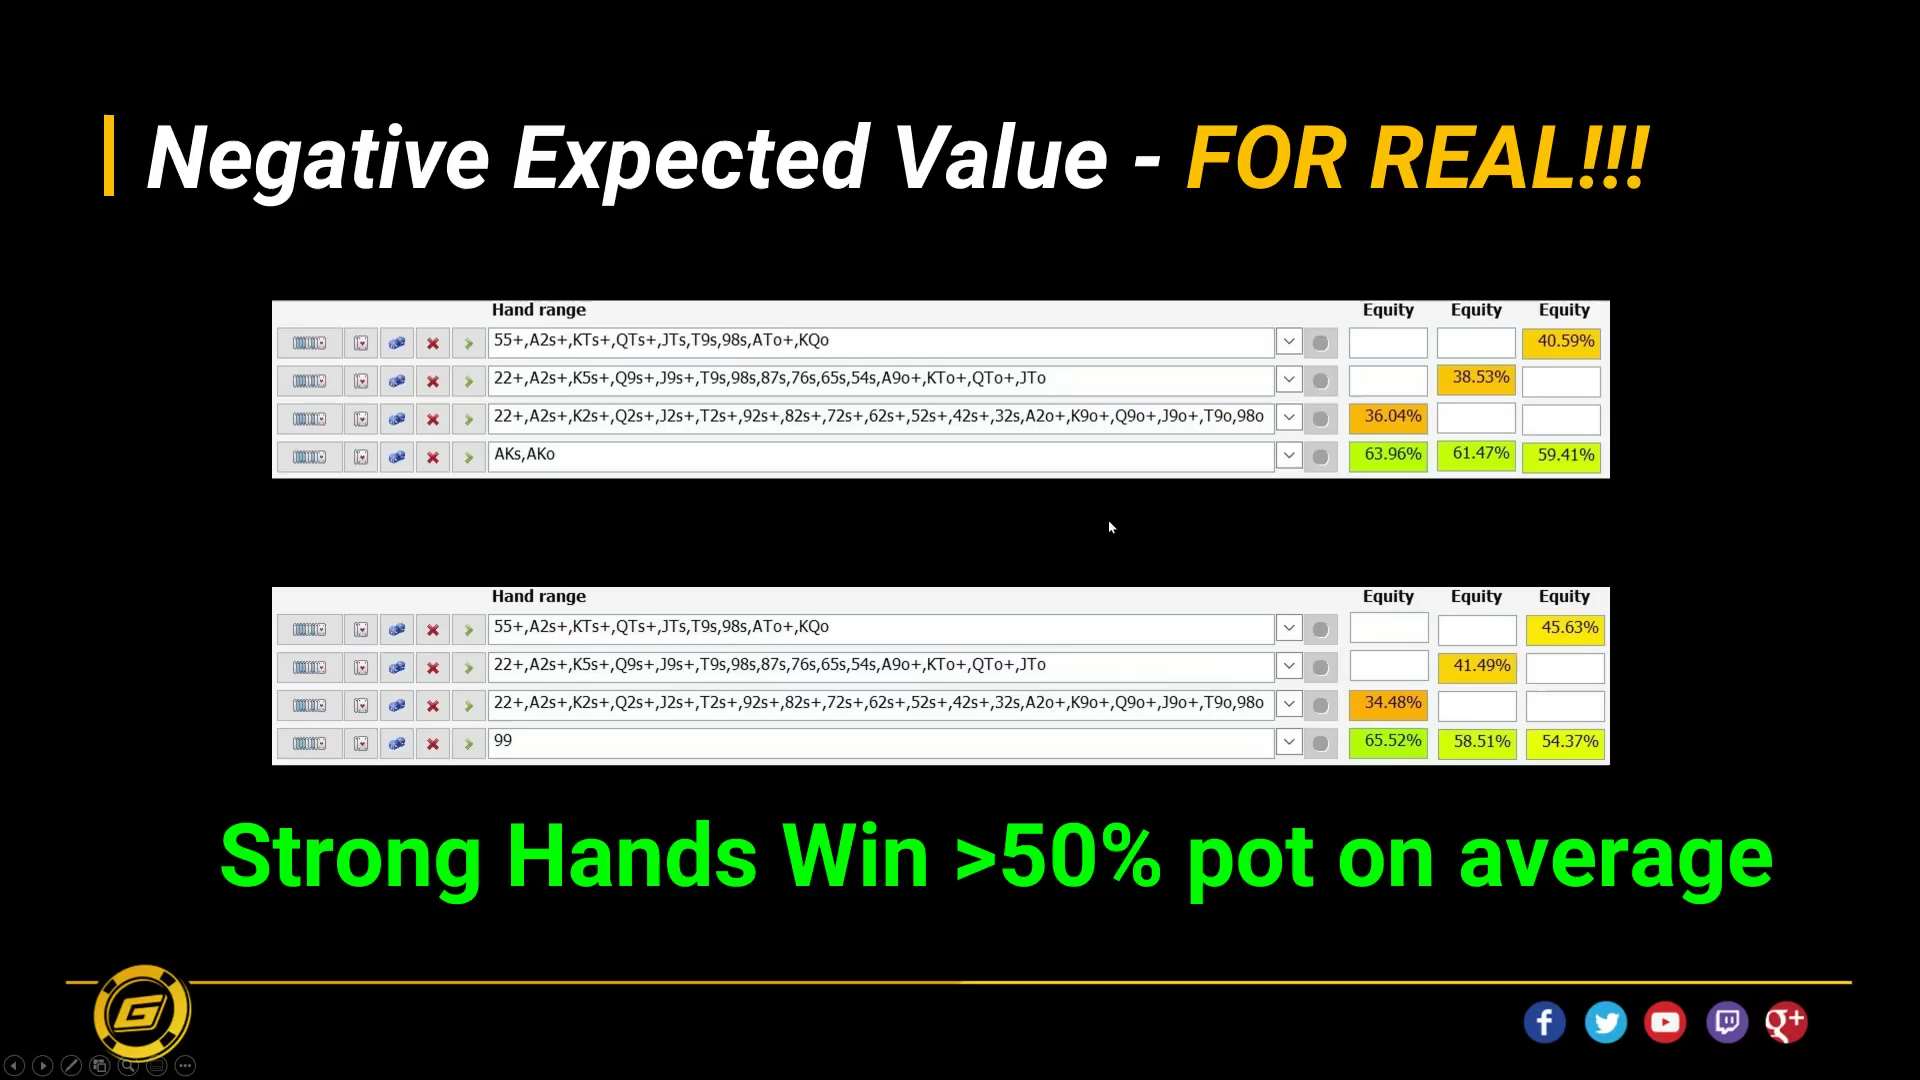 Negative Expected Value - FOR REAL!!!
Hand range Equity Equity Equity
55+,A2s+,KTs+,QTs+,JTs,T9s,98s,ATo+,KQo 40.59%
22+,A2s+,K5s+,Q9s+,J9s+,T9s,98s,87s,76s,65s,54s,A9o+,KTo+,QTo+,JTo 38.53%
22+,A2s+,K2s+,Q2s+,J2s+,T2s+,92s+,82s+,72s+,62s+,52s+,42s+,32s,A2o+,K9o+,Q9o+,J9o+,T9o,98o 36.04%
AKs,AKo 63.96% 61.47% 59.41%
Hand range Equity Equity Equity
55+,A2s+,KTs+,QTs+,JTs,T9s,98s,ATo+,KQo 45.63%
22+,A2s+,K5s+,Q9s+,J9s+,T9s,98s,87s,76s,65s,54s,A9o+,KTo+,QTo+,JTo 41.49%
22+,A2s+,K2s+,Q2s+,J2s+,T2s+,92s+,82s+,72s+,62s+,52s+,42s+,32s,A2o+,K9o+,Q9o+,J9o+,T9o,98o 34.48%
99 65.52% 58.51% 54.37%
Strong Hands Win >50% pot on average